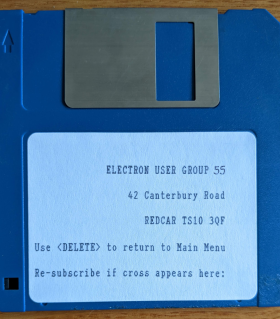 ELECTRON USER GROUP 55
42 Canterbury Road
REDCAR TS10 3QF
Use <DELETE> to return to Main Menu
Re-subscribe if cross appears here: